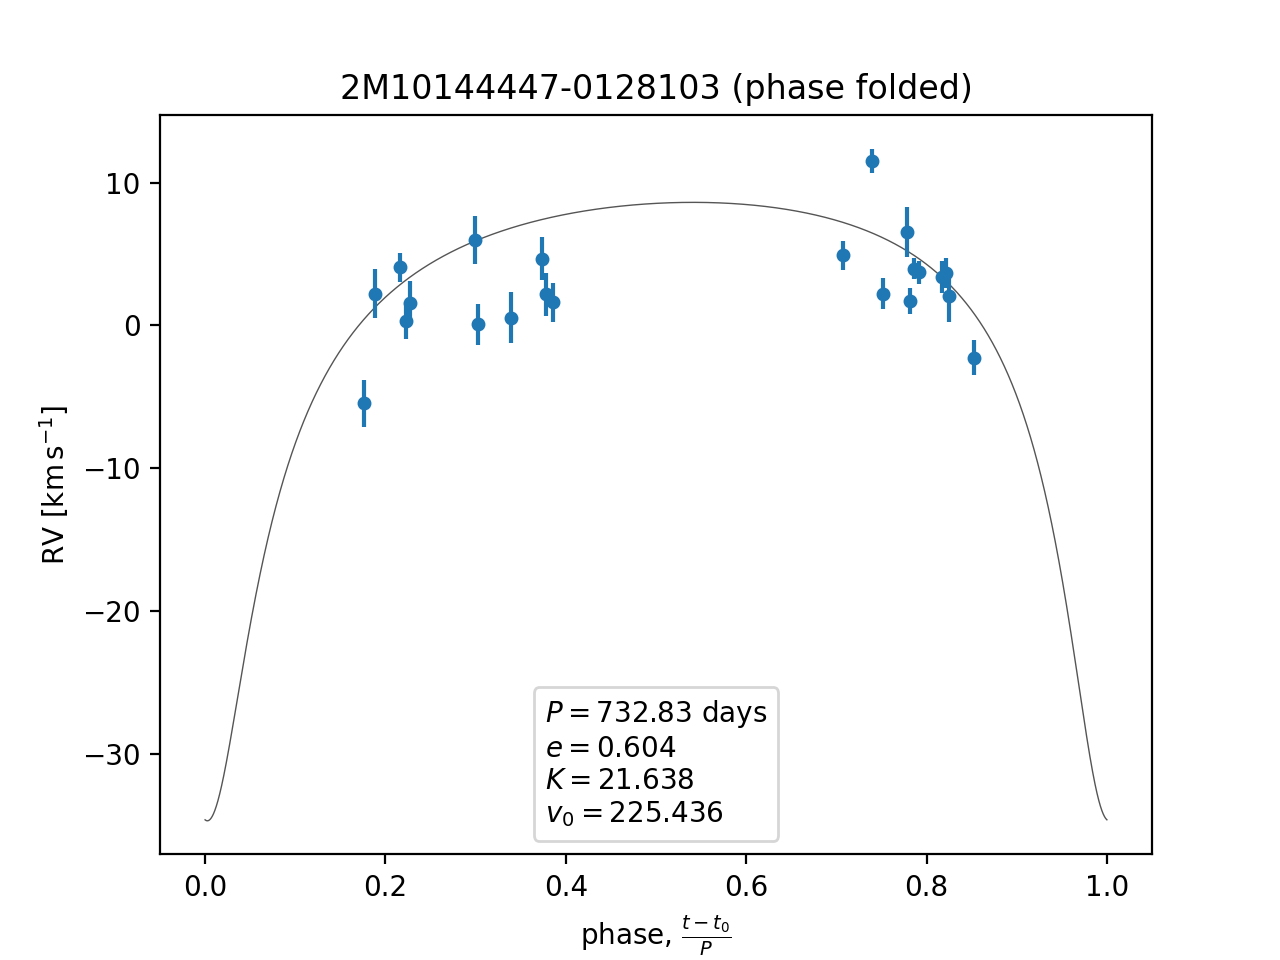 2M10144447-0128103 (phase folded)
10
0
−10
−20
−30
RV [km s⁻¹]
P = 732.83 days
e = 0.604
K = 21.638
v₀ = 225.436
0.0 0.2 0.4 0.6 0.8 1.0
phase, (t − t₀)/P